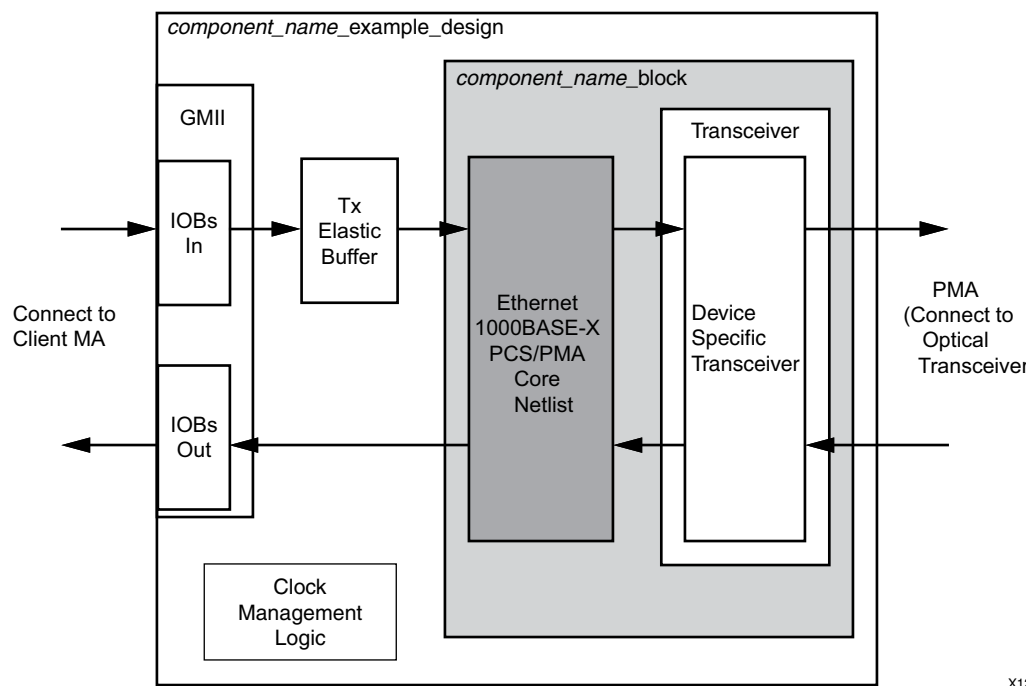 component_name_example_design
component_name_block
GMII
Transceiver
IOBs
In
Tx
Elastic
Buffer
Connect to
Client MA
Ethernet
1000BASE-X
PCS/PMA
Core
Netlist
Device
Specific
Transceiver
PMA
(Connect to
Optical
Transceiver
IOBs
Out
Clock
Management
Logic